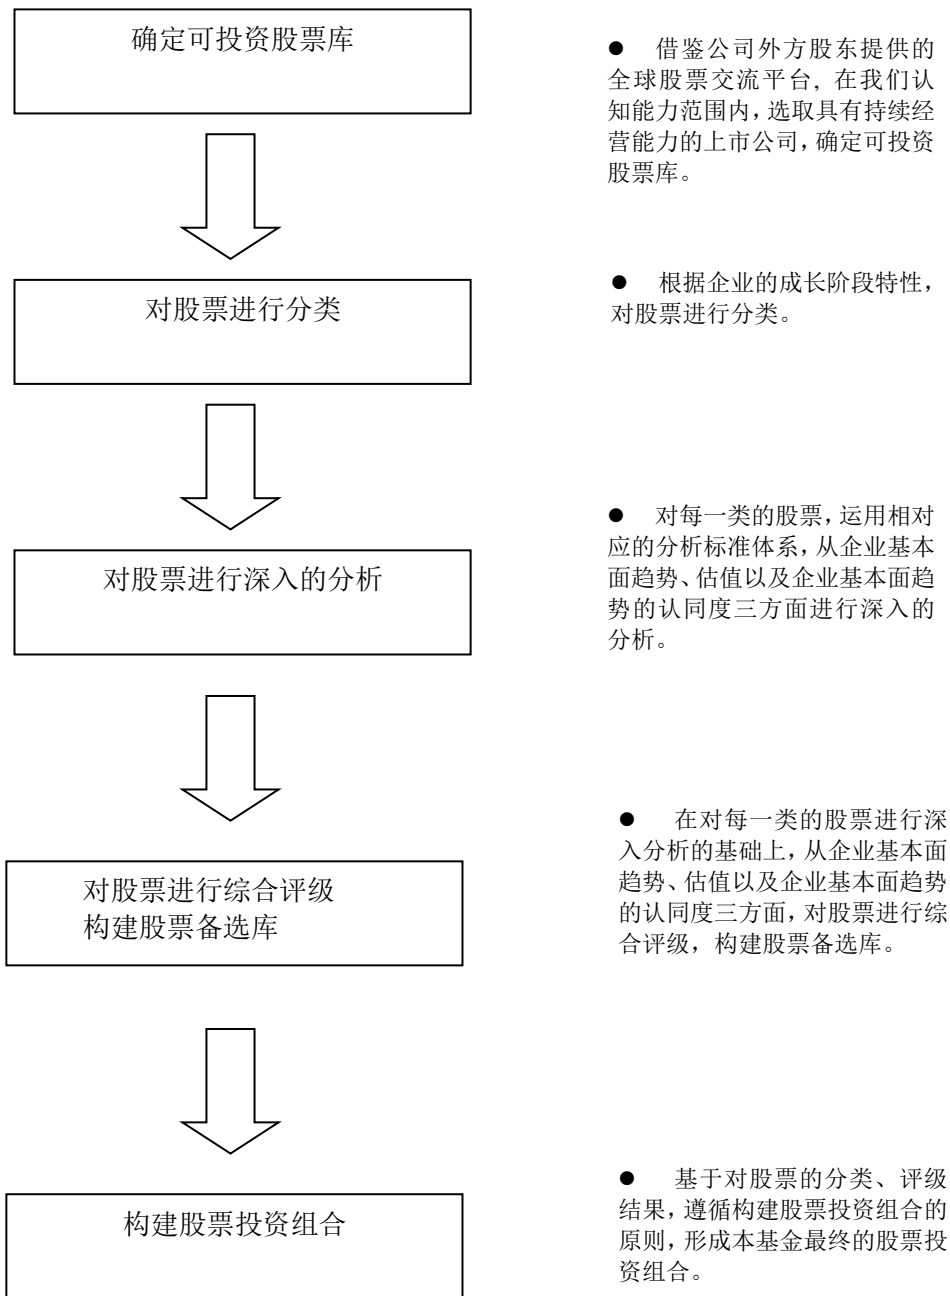 确定可投资股票库
● 借鉴公司外方股东提供的
全球股票交流平台, 在我们认
知能力范围内,选取具有持续经
营能力的上市公司,确定可投资
股票库。
对股票进行分类
● 根据企业的成长阶段特性,
对股票进行分类。
对股票进行深入的分析
● 对每一类的股票,运用相对
应的分析标准体系,从企业基本
面趋势、估值以及企业基本面趋
势的认同度三方面进行深入的
分析。
对股票进行综合评级
构建股票备选库
● 在对每一类的股票进行深
入分析的基础上,从企业基本面
趋势、估值以及企业基本面趋势
的认同度三方面,对股票进行综
合评级，构建股票备选库。
构建股票投资组合
● 基于对股票的分类、评级
结果,遵循构建股票投资组合的
原则,形成本基金最终的股票投
资组合。